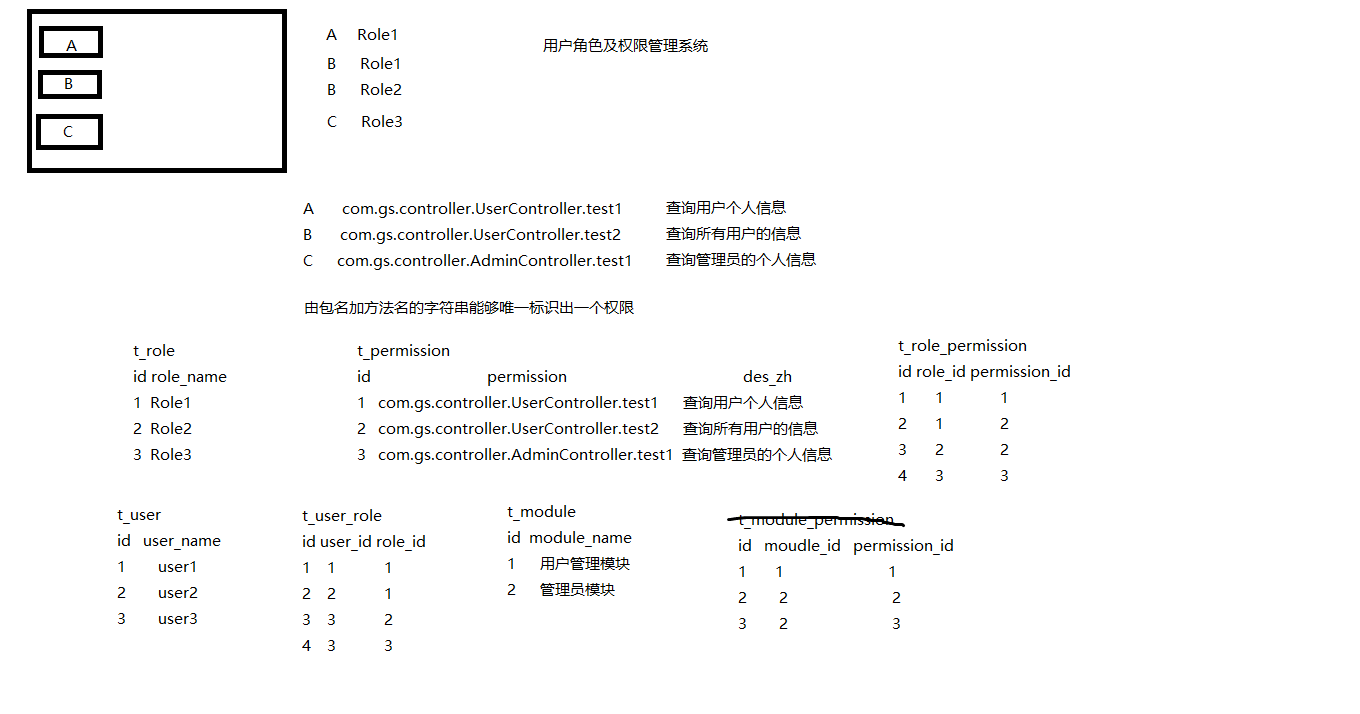 A
B
C
A Role1
B Role1
B Role2
C Role3
用户角色及权限管理系统
A com.gs.controller.UserController.test1 查询用户个人信息
B com.gs.controller.UserController.test2 查询所有用户的信息
C com.gs.controller.AdminController.test1 查询管理员的个人信息
由包名加方法名的字符串能够唯一标识出一个权限
t_role
id role_name
1 Role1
2 Role2
3 Role3
t_permission
id permission des_zh
1 com.gs.controller.UserController.test1 查询用户个人信息
2 com.gs.controller.UserController.test2 查询所有用户的信息
3 com.gs.controller.AdminController.test1 查询管理员的个人信息
t_role_permission
id role_id permission_id
1 1 1
2 1 2
3 2 2
4 3 3
t_user
id user_name
1 user1
2 user2
3 user3
t_user_role
id user_id role_id
1 1 1
2 2 1
3 3 2
4 3 3
t_module
id module_name
1 用户管理模块
2 管理员模块
t_module_permission
id moudle_id permission_id
1 1 1
2 2 2
3 2 3